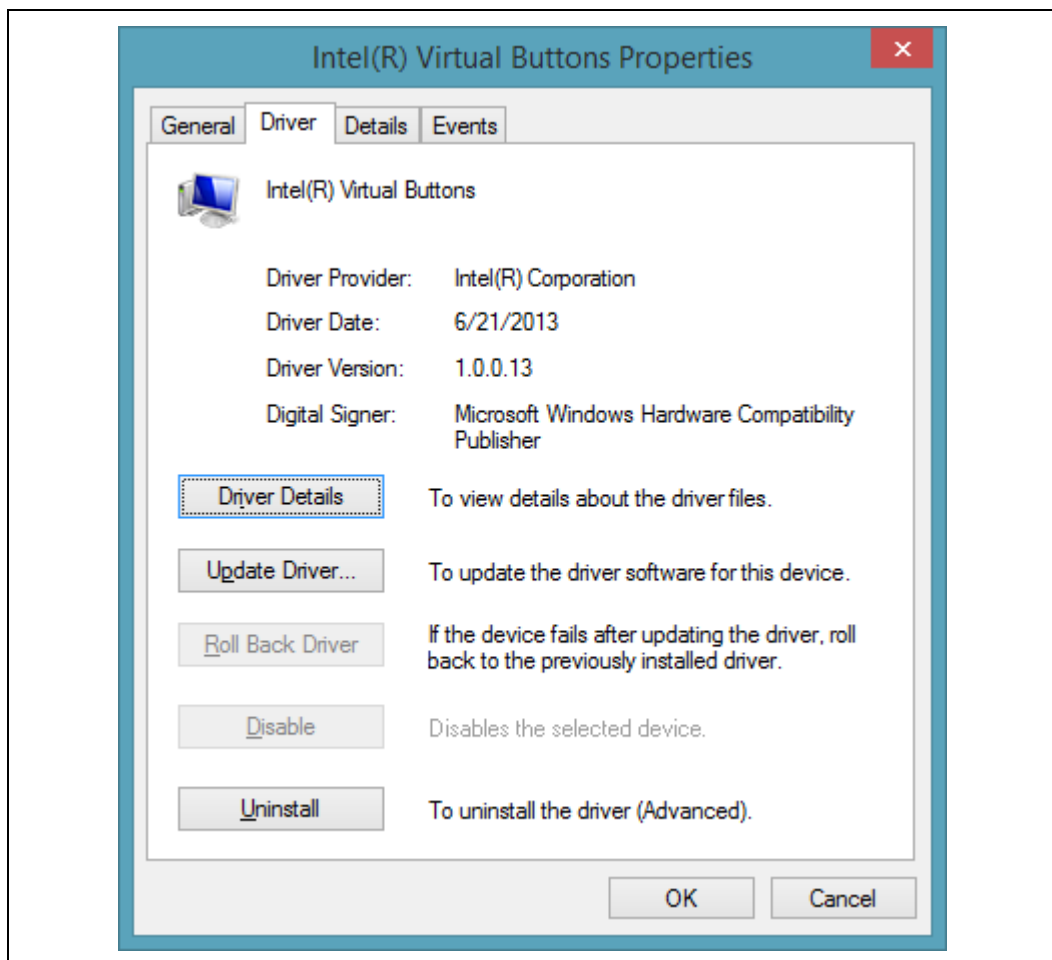 Intel(R) Virtual Buttons Properties
General Driver Details Events
Intel(R) Virtual Buttons
Driver Provider: Intel(R) Corporation
Driver Date: 6/21/2013
Driver Version: 1.0.0.13
Digital Signer: Microsoft Windows Hardware Compatibility
Publisher
Driver Details To view details about the driver files.
Update Driver... To update the driver software for this device.
Roll Back Driver If the device fails after updating the driver, roll
back to the previously installed driver.
Disable Disables the selected device.
Uninstall To uninstall the driver (Advanced).
OK Cancel